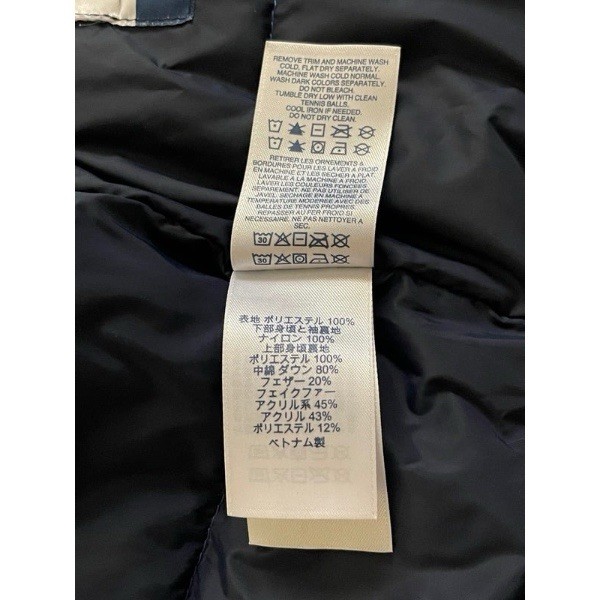 REMOVE TRIM AND MACHINE WASH
COLD, FLAT DRY SEPARATELY.
MACHINE WASH COLD NORMAL.
WASH DARK COLORS SEPARATELY.
DO NOT BLEACH.
TUMBLE DRY LOW WITH CLEAN
TENNIS BALLS.
COOL IRON IF NEEDED.
DO NOT DRY CLEAN.
RETIRER LES ORNEMENTS &
BORDURES POUR LES LAVER A FROID
EN MACHINE ET LES SECHER A PLAT.
LAVABLE A LA MACHINE EN FROID
LAVER LES COULEURS FONCEES
SEPAREMENT. NE PAS UTILISER DE
JAVEL. SECHER EN MACHINE A
TEMPERATURE MODEREE AVEC DES
BALLES DE TENNIS PROPRES.
REPASSER AU FER FROID SI
NECESSAIRE. NE PAS NETTOYER A
SEC.
30
30
表地 ポリエステル 100%
下部身頃と袖裏地
ナイロン 100%
上部身頃裏地
ポリエステル 100%
中綿 ダウン 80%
フェザー 20%
フェイクファー
アクリル系 45%
アクリル 43%
ポリエステル 12%
ベトナム製